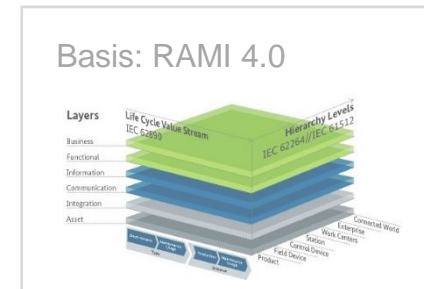 Basis: RAMI 4.0
Layers
Life Cycle Value Stream
IEC 62890
Hierarchy Levels
IEC 62264//IEC 61512
Business
Functional
Information
Communication
Integration
Asset
Connected World
Enterprise
Work Centers
Station
Control Device
Field Device
Product